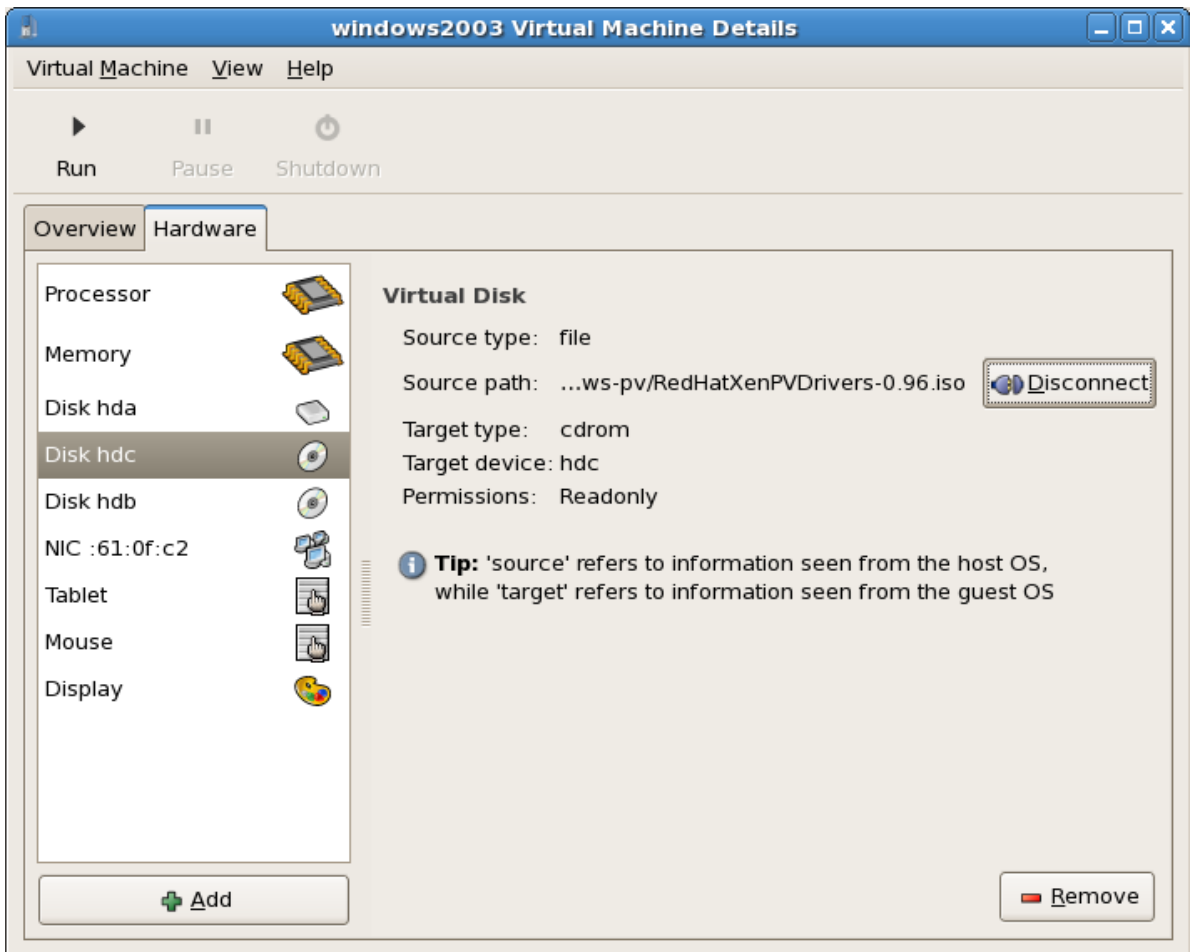 windows2003 Virtual Machine Details
Virtual Machine View Help
Run Pause Shutdown
Overview Hardware
Processor
Memory
Disk hda
Disk hdc
Disk hdb
NIC :61:0f:c2
Tablet
Mouse
Display
Add
Virtual Disk
Source type: file
Source path: ...ws-pv/RedHatXenPVDrivers-0.96.iso Disconnect
Target type: cdrom
Target device: hdc
Permissions: Readonly
Tip: 'source' refers to information seen from the host OS,
while 'target' refers to information seen from the guest OS
Remove